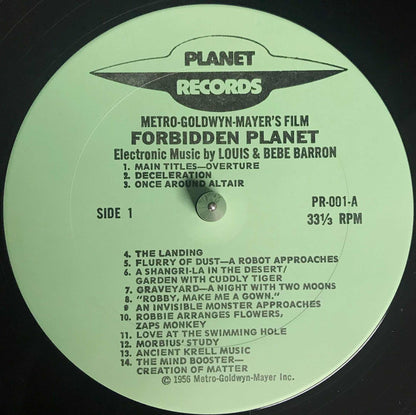 PLANET
RECORDS
METRO-GOLDWYN-MAYER'S FILM
FORBIDDEN PLANET
Electronic Music by LOUIS & BEBE BARRON
1. MAIN TITLES—OVERTURE
2. DECELERATION
3. ONCE AROUND ALTAIR
SIDE 1
PR-001-A
33⅓ RPM
4. THE LANDING
5. FLURRY OF DUST—A ROBOT APPROACHES
6. A SHANGRI-LA IN THE DESERT/
GARDEN WITH CUDDLY TIGER
7. GRAVEYARD—A NIGHT WITH TWO MOONS
8. "ROBBY, MAKE ME A GOWN."
9 AN INVISIBLE MONSTER APPROACHES
10. ROBBIE ARRANGES FLOWERS,
ZAPS MONKEY
11. LOVE AT THE SWIMMING HOLE
12. MORBIUS' STUDY
13. ANCIENT KRELL MUSIC
14. THE MIND BOOSTER—
CREATION OF MATTER
© 1956 Metro-Goldwyn-Mayer Inc.